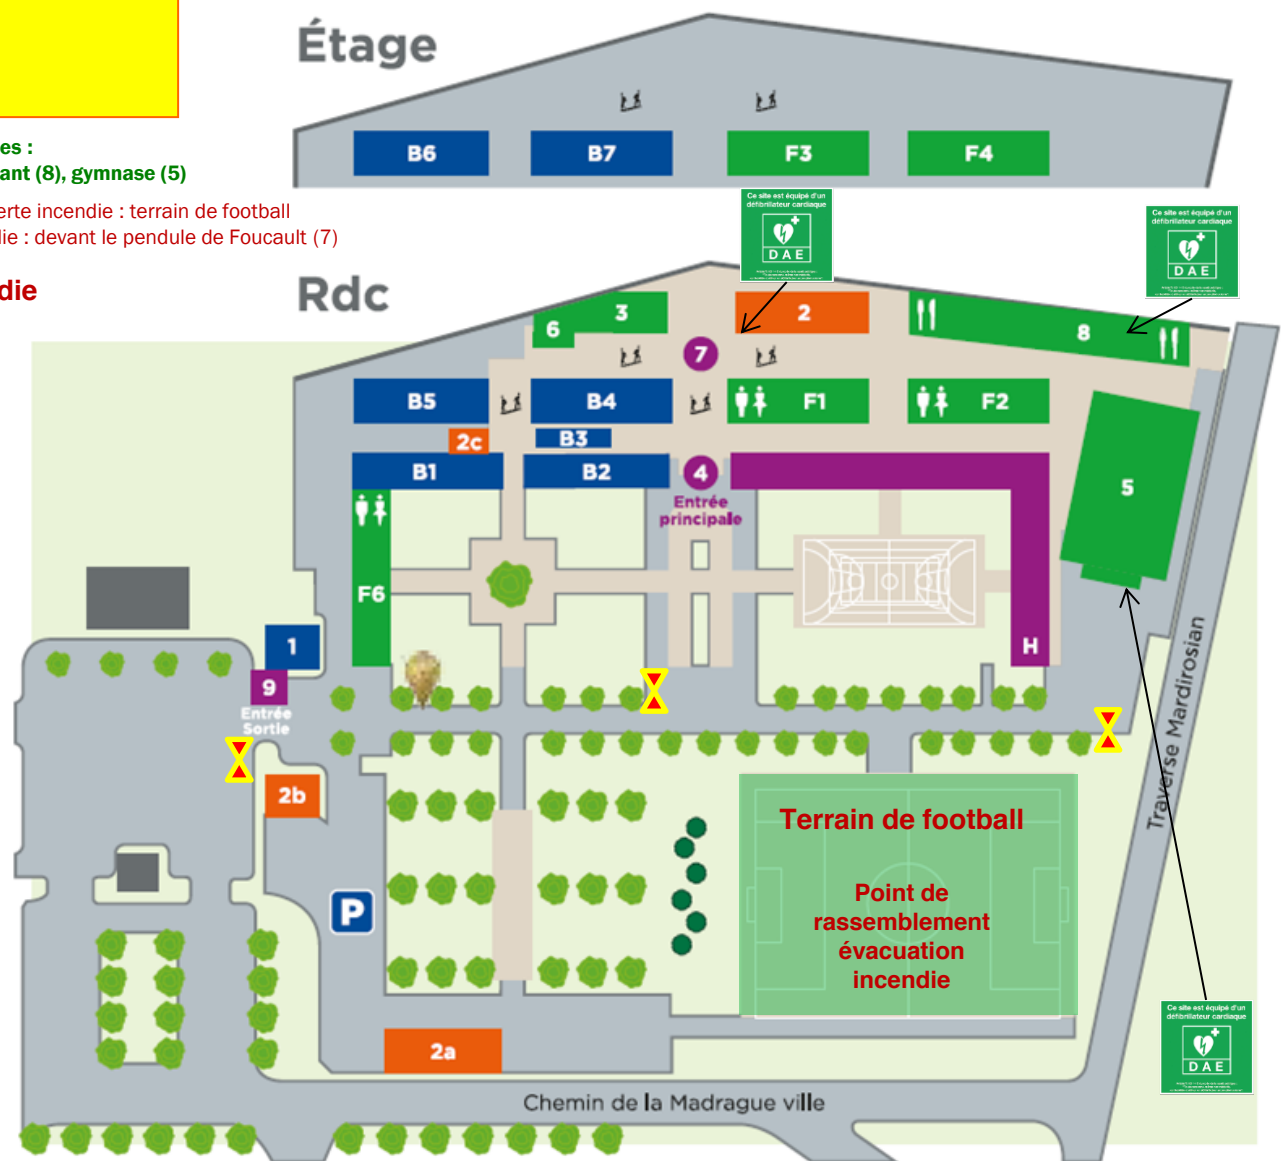 Étage
B6
B7
F3
F4
es :
ant (8), gymnase (5)
erte incendie : terrain de football
lie : devant le pendule de Foucault (7)
die
Ce site est équipé d'un
défibrillateur cardiaque
DAE
Ce site est équipé d'un
défibrillateur cardiaque
DAE
Rdc
3
6
2
8
7
B5
B4
F1
F2
2c
B3
B1
B2
4
Entrée
principale
5
F6
H
1
9
Entrée
Sortie
2b
Traverse Mardirosian
Terrain de football
Point de
rassemblement
évacuation
incendie
P
2a
Ce site est équipé d'un
défibrillateur cardiaque
DAE
Chemin de la Madrague ville